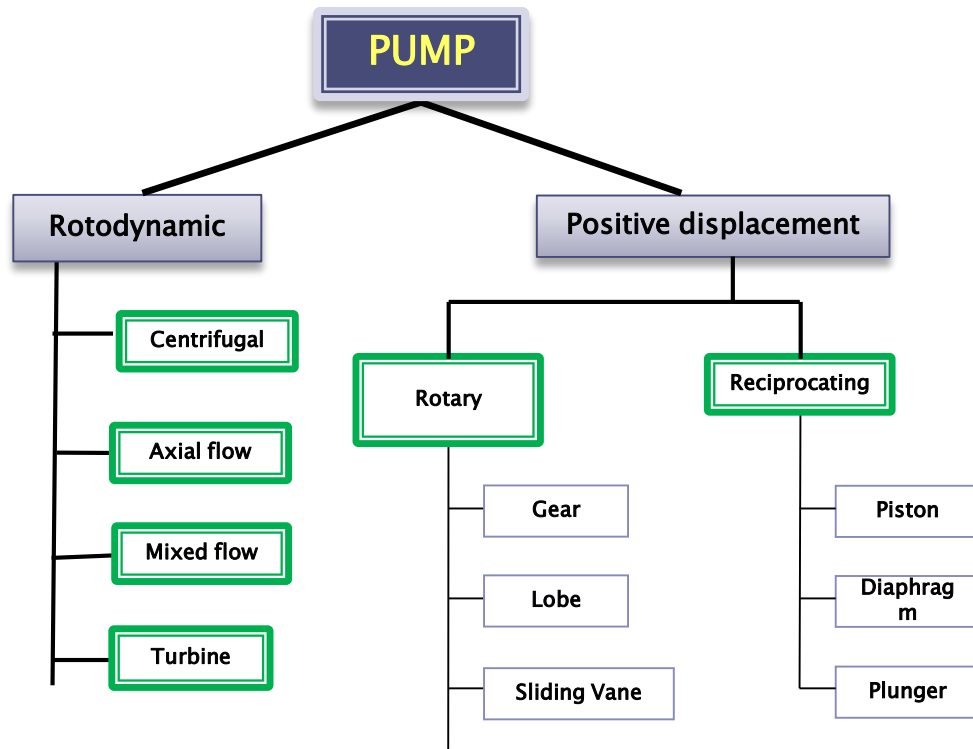 PUMP
Rotodynamic
Positive displacement
Centrifugal
Axial flow
Mixed flow
Turbine
Rotary
Reciprocating
Gear
Lobe
Sliding Vane
Piston
Diaphrag
m
Plunger